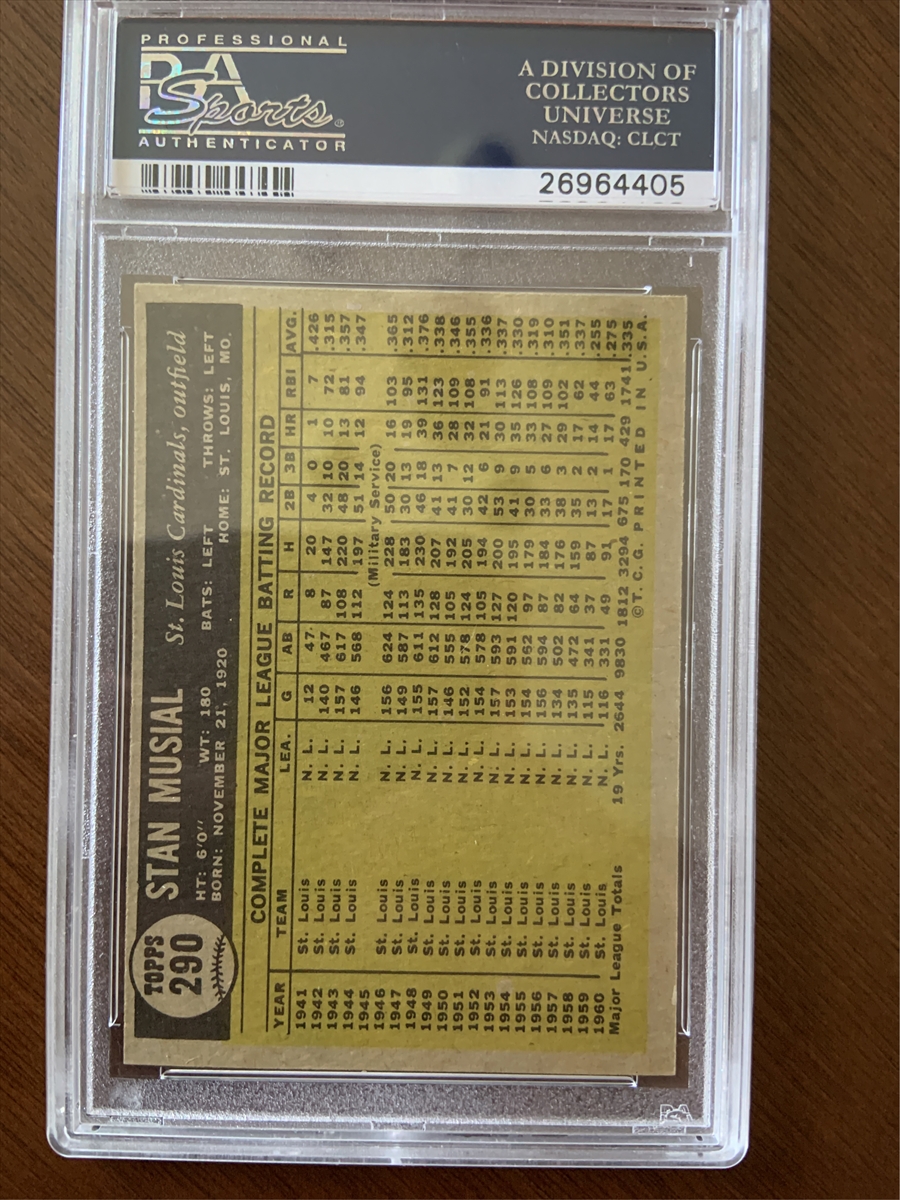 PROFESSIONAL
PSA
Sports®
AUTHENTICATOR
A DIVISION OF
COLLECTORS
UNIVERSE
NASDAQ: CLCT
26964405
TOPPS
290
STAN MUSIAL St. Louis Cardinals, outfield
HT: 6'0" WT: 180 BATS: LEFT THROWS: LEFT
BORN: NOVEMBER 21, 1920 HOME: ST. LOUIS, MO.
COMPLETE MAJOR LEAGUE BATTING RECORD
YEAR TEAM LEA. G AB R H 2B 3B HR RBI AVG.
1941 St. Louis N. L. 12 47 8 20 4 0 1 7 .426
1942 St. Louis N. L. 140 467 87 147 32 10 10 72 .315
1943 St. Louis N. L. 157 617 108 220 48 20 13 81 .357
1944 St. Louis N. L. 146 568 112 197 51 14 12 94 .347
1945 (Military Service)
1946 St. Louis N. L. 156 624 124 228 50 20 16 103 .365
1947 St. Louis N. L. 149 587 113 183 30 13 19 95 .312
1948 St. Louis N. L. 155 611 135 230 46 18 39 131 .376
1949 St. Louis N. L. 157 612 128 207 41 13 36 123 .338
1950 St. Louis N. L. 146 555 105 192 41 7 28 109 .346
1951 St. Louis N. L. 152 578 124 205 30 12 32 108 .355
1952 St. Louis N. L. 154 578 105 194 42 6 21 91 .336
1953 St. Louis N. L. 157 593 127 200 53 9 30 113 .337
1954 St. Louis N. L. 153 591 120 195 41 9 35 126 .330
1955 St. Louis N. L. 154 562 97 179 30 5 33 108 .319
1956 St. Louis N. L. 156 594 87 184 33 6 27 109 .310
1957 St. Louis N. L. 134 502 82 176 38 3 29 102 .351
1958 St. Louis N. L. 135 472 64 159 35 2 17 62 .337
1959 St. Louis N. L. 115 341 37 87 13 2 14 44 .255
1960 St. Louis N. L. 116 331 49 91 17 1 17 63 .275
Major League Totals 19 Yrs. 2644 9830 1812 3294 675 170 429 1741 .335
©T. C. G. PRINTED IN U.S.A.
PSA